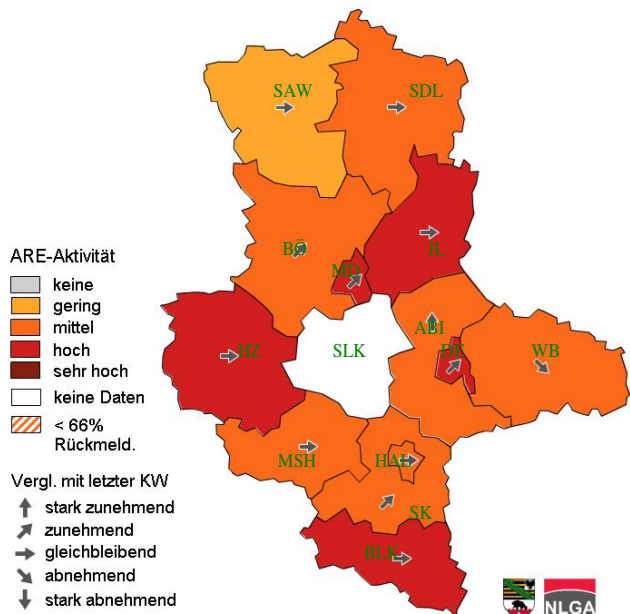 SAW
SDL
BÖ
MD
JL
ARE-Aktivität
keine
gering
mittel
hoch
sehr hoch
keine Daten
< 66%
Rückmeld.
HZ
SLK
ABI
DE
WB
MSH
HAL
SK
BLK
Vergl. mit letzter KW
stark zunehmend
zunehmend
gleichbleibend
abnehmend
stark abnehmend
NLGA